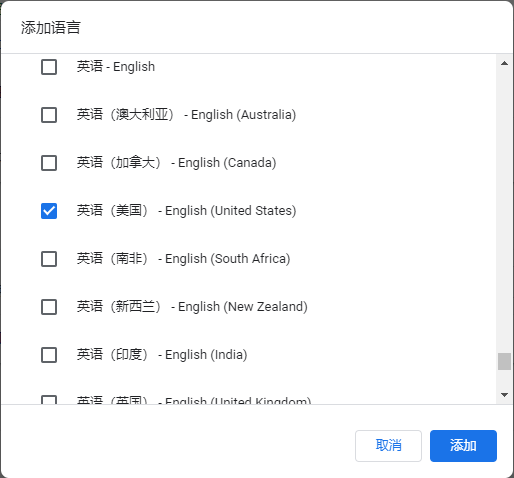 添加语言
英语 - English
英语（澳大利亚） - English (Australia)
英语（加拿大） - English (Canada)
英语（美国） - English (United States)
英语（南非） - English (South Africa)
英语（新西兰） - English (New Zealand)
英语（印度） - English (India)
英语（英国） - English (United Kingdom)
取消
添加